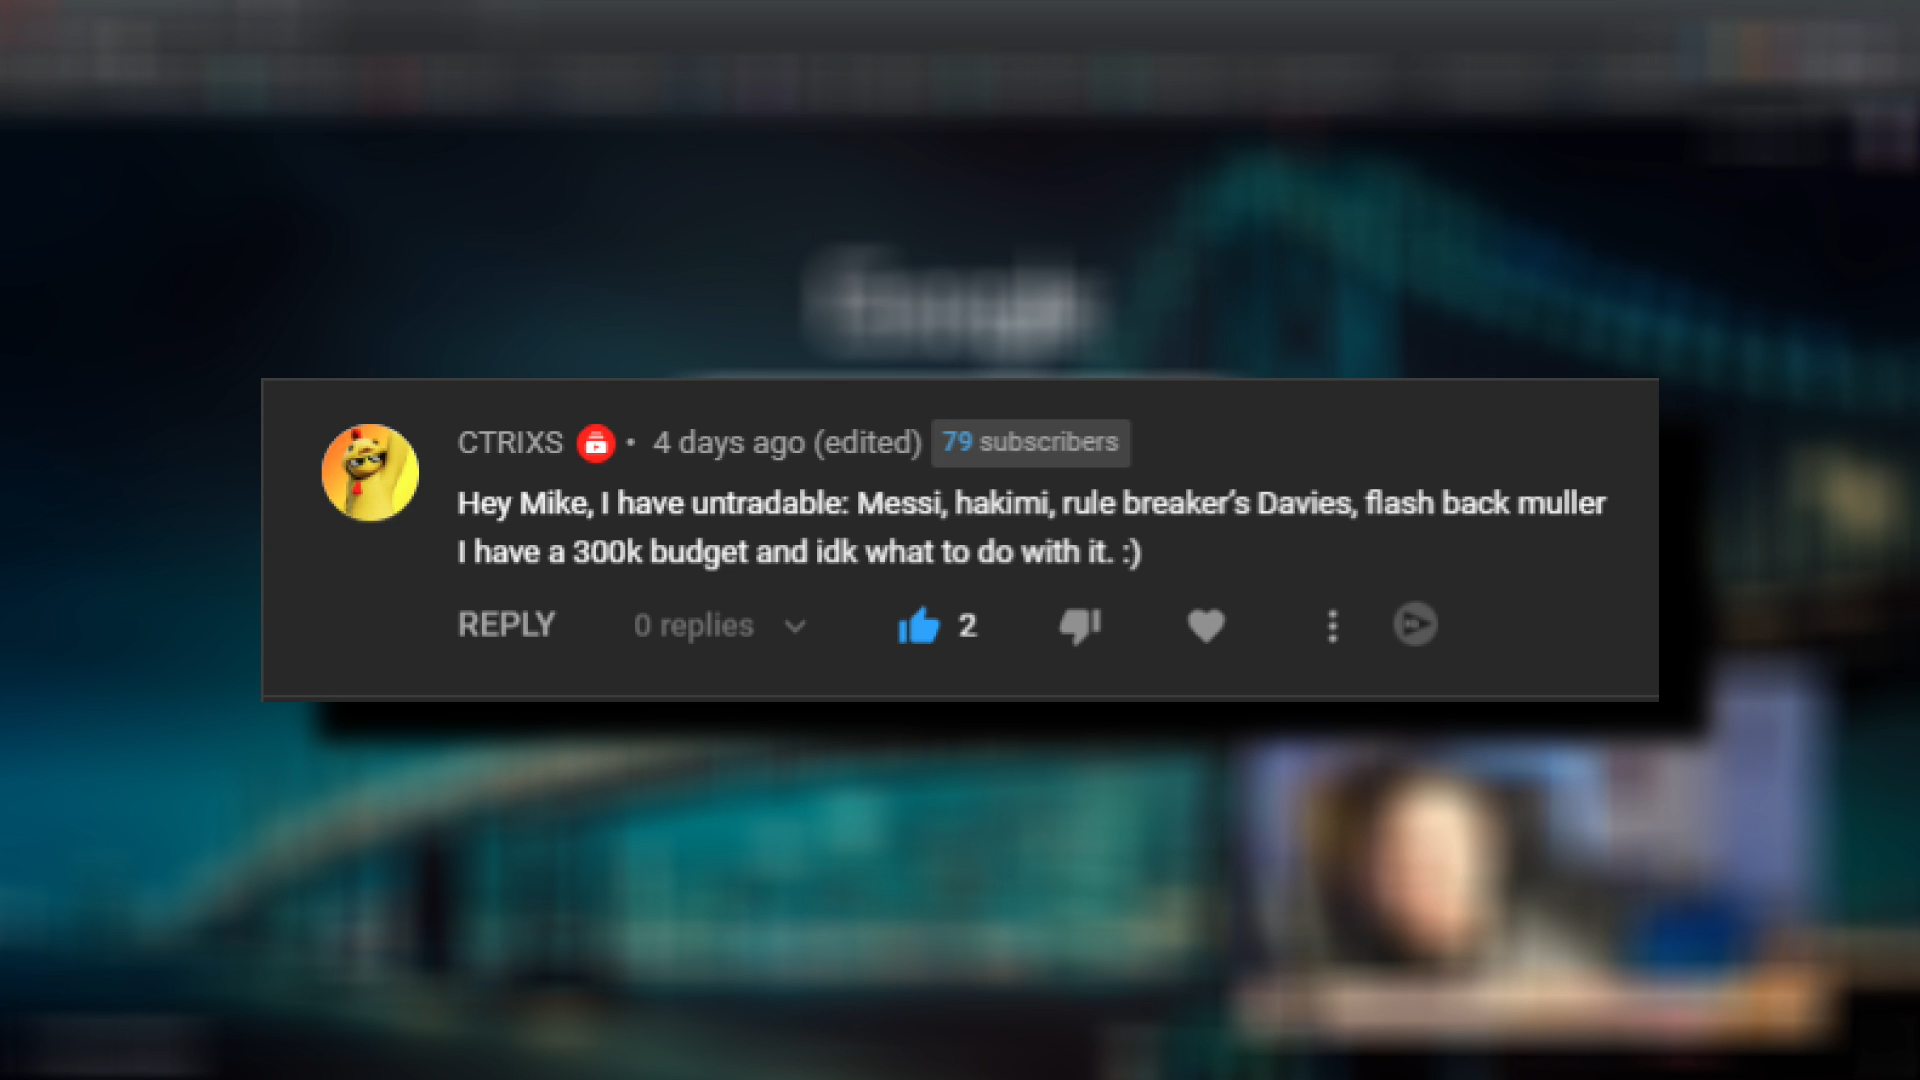 CTRIXS • 4 days ago (edited) 79 subscribers
Hey Mike, I have untradable: Messi, hakimi, rule breaker's Davies, flash back muller
I have a 300k budget and idk what to do with it. :)
REPLY 0 replies 2